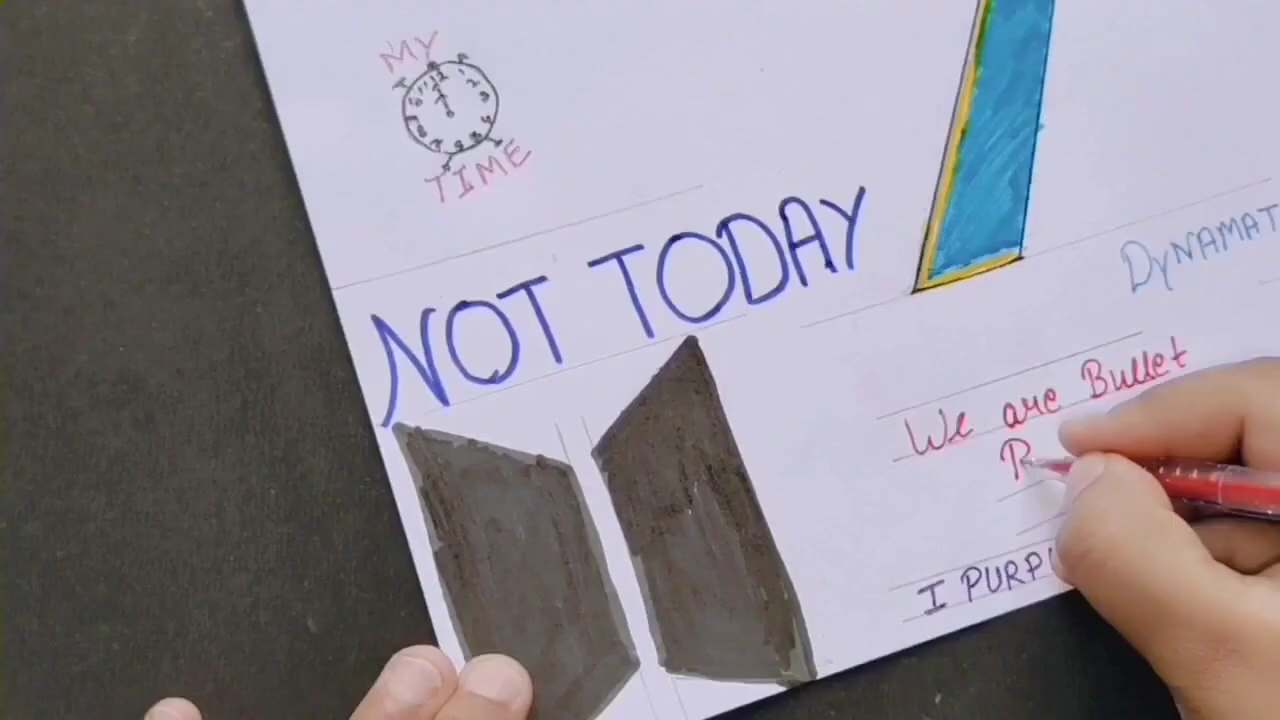 MY
TIME
NOT TODAY
DYNAMAT
We are Bullet
I PURPL